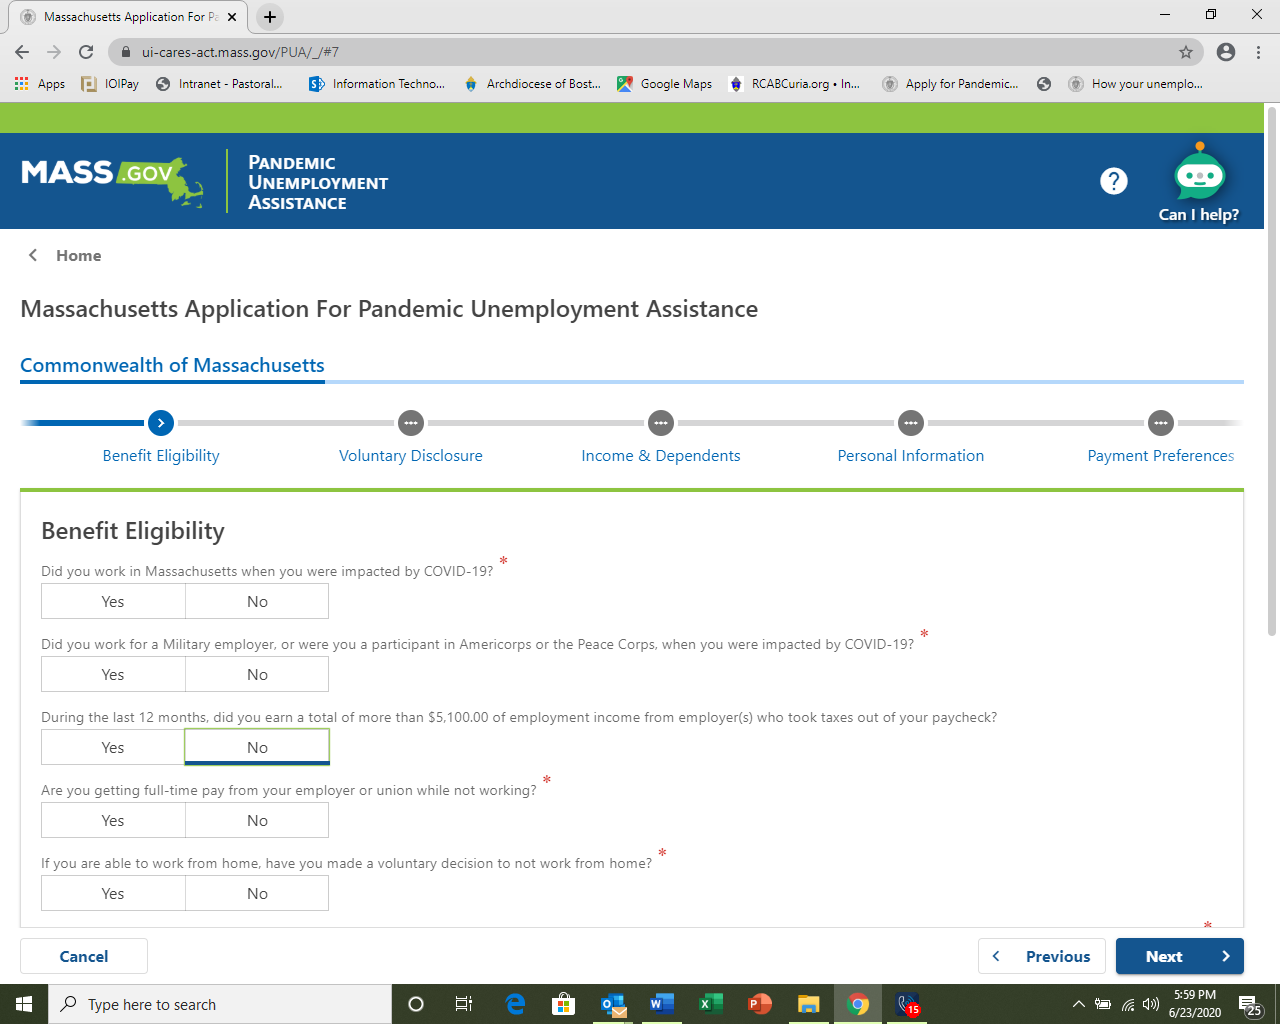 Massachusetts Application For Pa
ui-cares-act.mass.gov/PUA/_/#7
Apps IOIPay Intranet - Pastoral... Information Techno... Archdiocese of Bost... Google Maps RCABCuria.org • In... Apply for Pandemic... How your unemplo...
MASS.GOV
PANDEMIC
UNEMPLOYMENT
ASSISTANCE
?
Can I help?
Home
Massachusetts Application For Pandemic Unemployment Assistance
Commonwealth of Massachusetts
Benefit Eligibility Voluntary Disclosure Income & Dependents Personal Information Payment Preferences
Benefit Eligibility
Did you work in Massachusetts when you were impacted by COVID-19? *
Yes No
Did you work for a Military employer, or were you a participant in Americorps or the Peace Corps, when you were impacted by COVID-19? *
Yes No
During the last 12 months, did you earn a total of more than $5,100.00 of employment income from employer(s) who took taxes out of your paycheck?
Yes No
Are you getting full-time pay from your employer or union while not working? *
Yes No
If you are able to work from home, have you made a voluntary decision to not work from home? *
Yes No
*
Cancel Previous Next
Type here to search
15
5:59 PM
6/23/2020
25